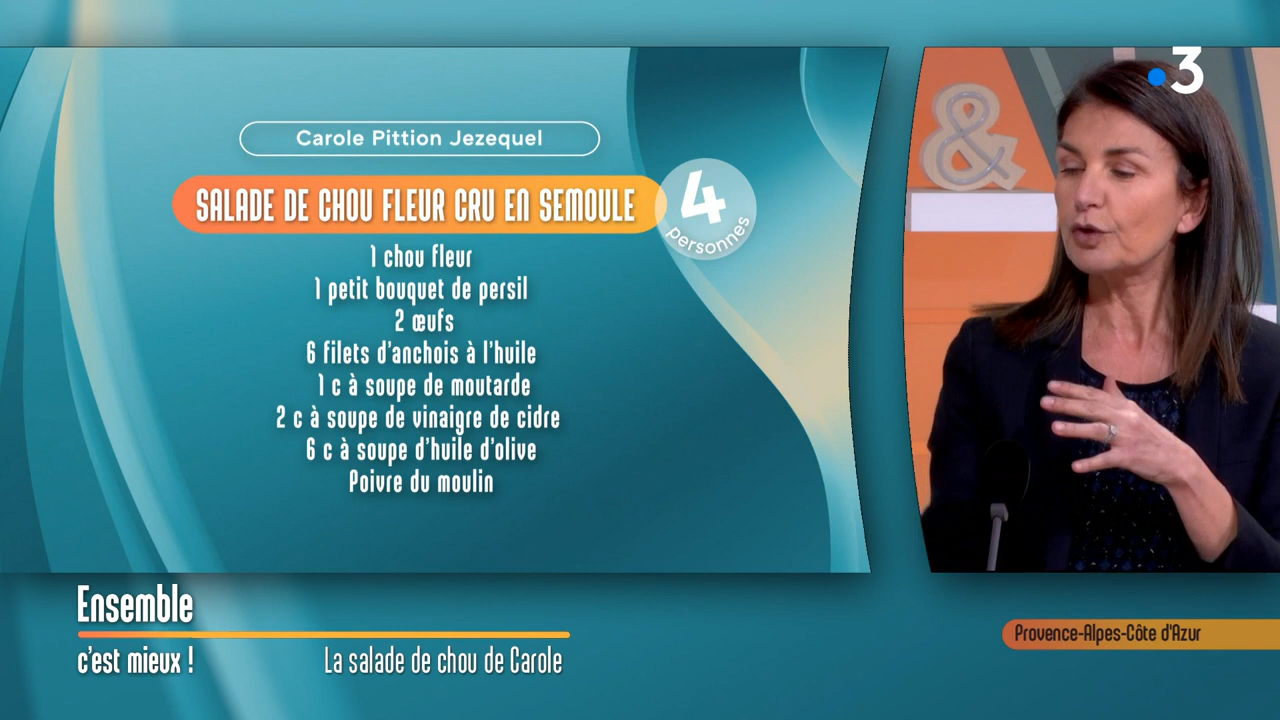 3
&
Carole Pittion Jezequel
SALADE DE CHOU FLEUR CRU EN SEMOULE
4
personnes
1 chou fleur
1 petit bouquet de persil
2 œufs
6 filets d'anchois à l'huile
1 c à soupe de moutarde
2 c à soupe de vinaigre de cidre
6 c à soupe d'huile d'olive
Poivre du moulin
Ensemble
c'est mieux !
La salade de chou de Carole
Provence-Alpes-Côte d'Azur